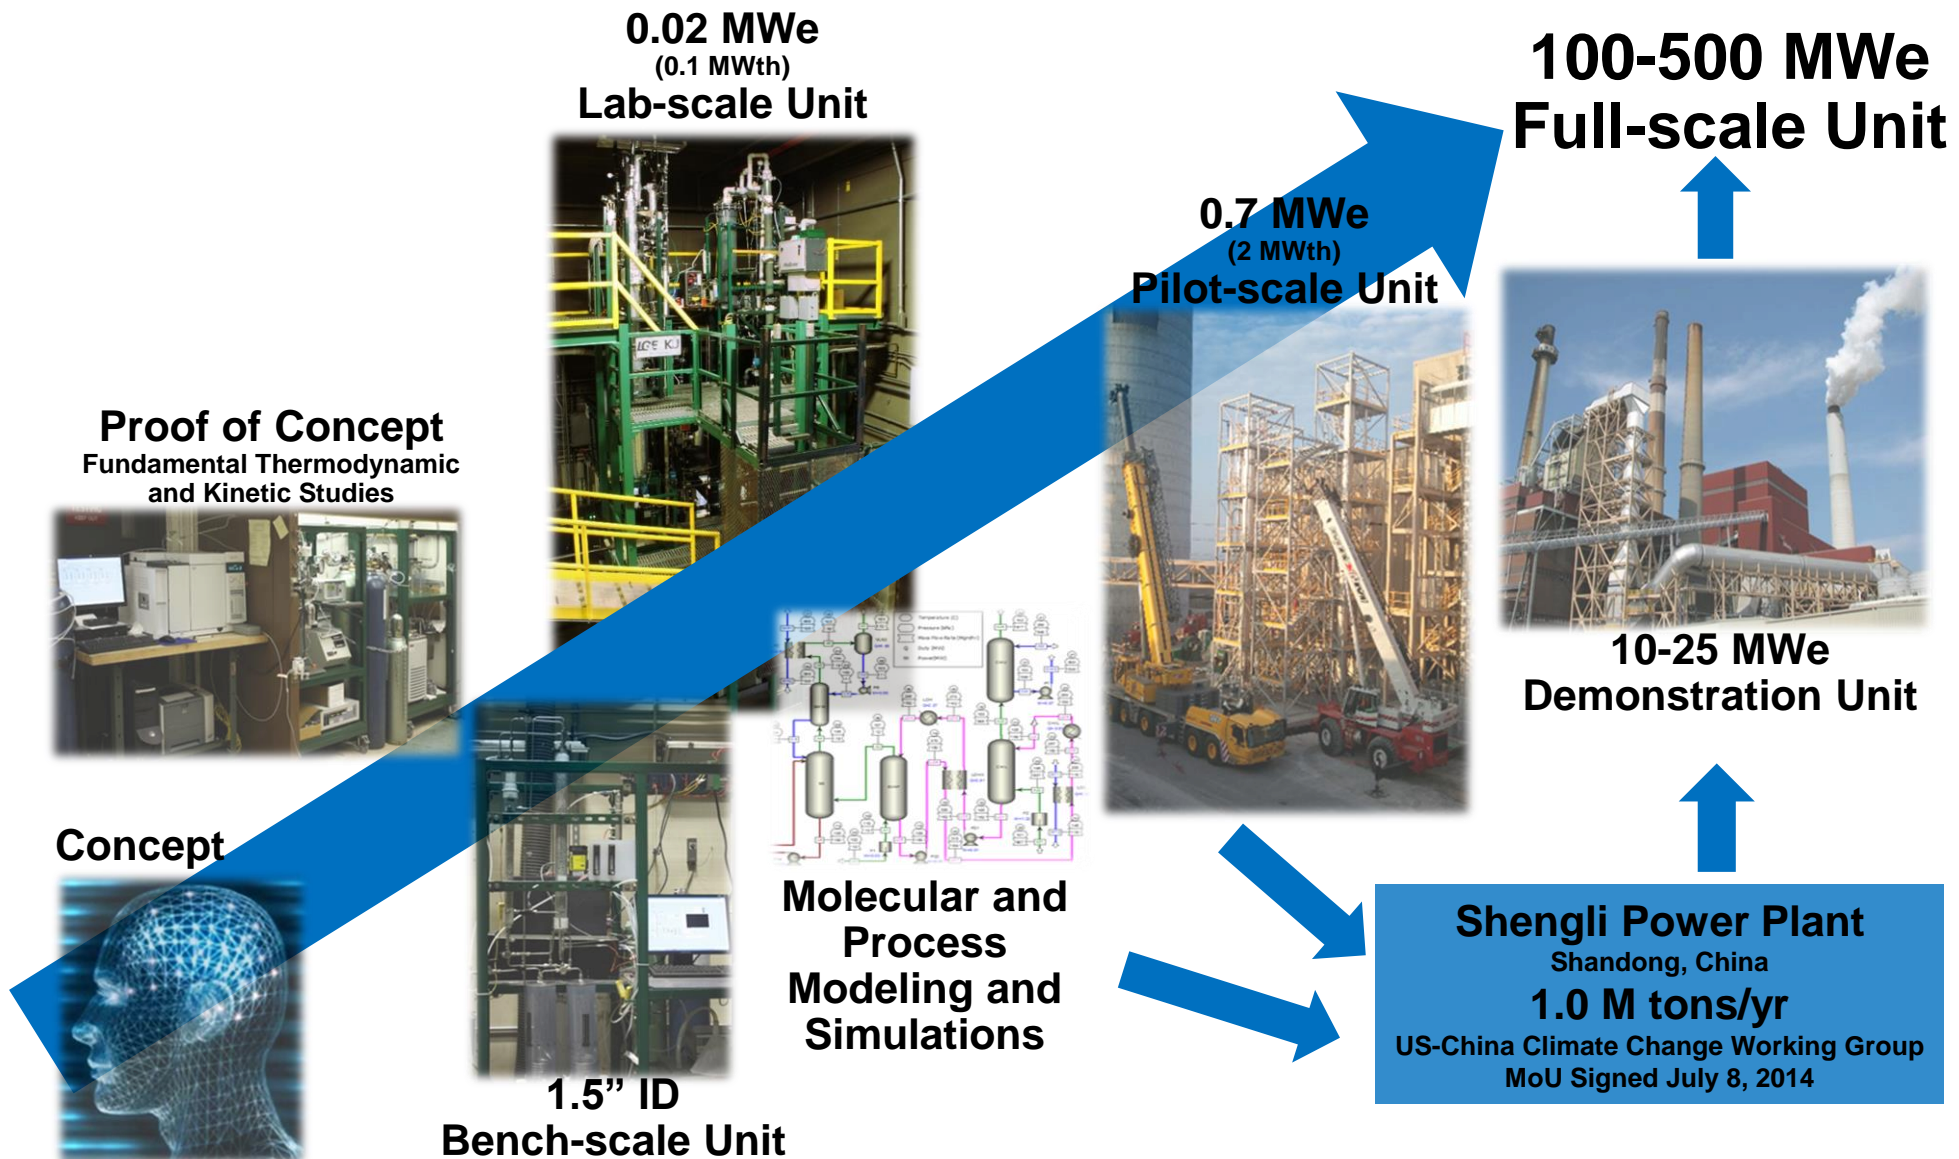 0.02 MWe
(0.1 MWth)
Lab-scale Unit
100-500 MWe
Full-scale Unit
0.7 MWe
(2 MWth)
Pilot-scale Unit
Proof of Concept
Fundamental Thermodynamic
and Kinetic Studies
10-25 MWe
Demonstration Unit
Concept
Molecular and
Process
Modeling and
Simulations
Shengli Power Plant
Shandong, China
1.0 M tons/yr
US-China Climate Change Working Group
MoU Signed July 8, 2014
1.5” ID
Bench-scale Unit